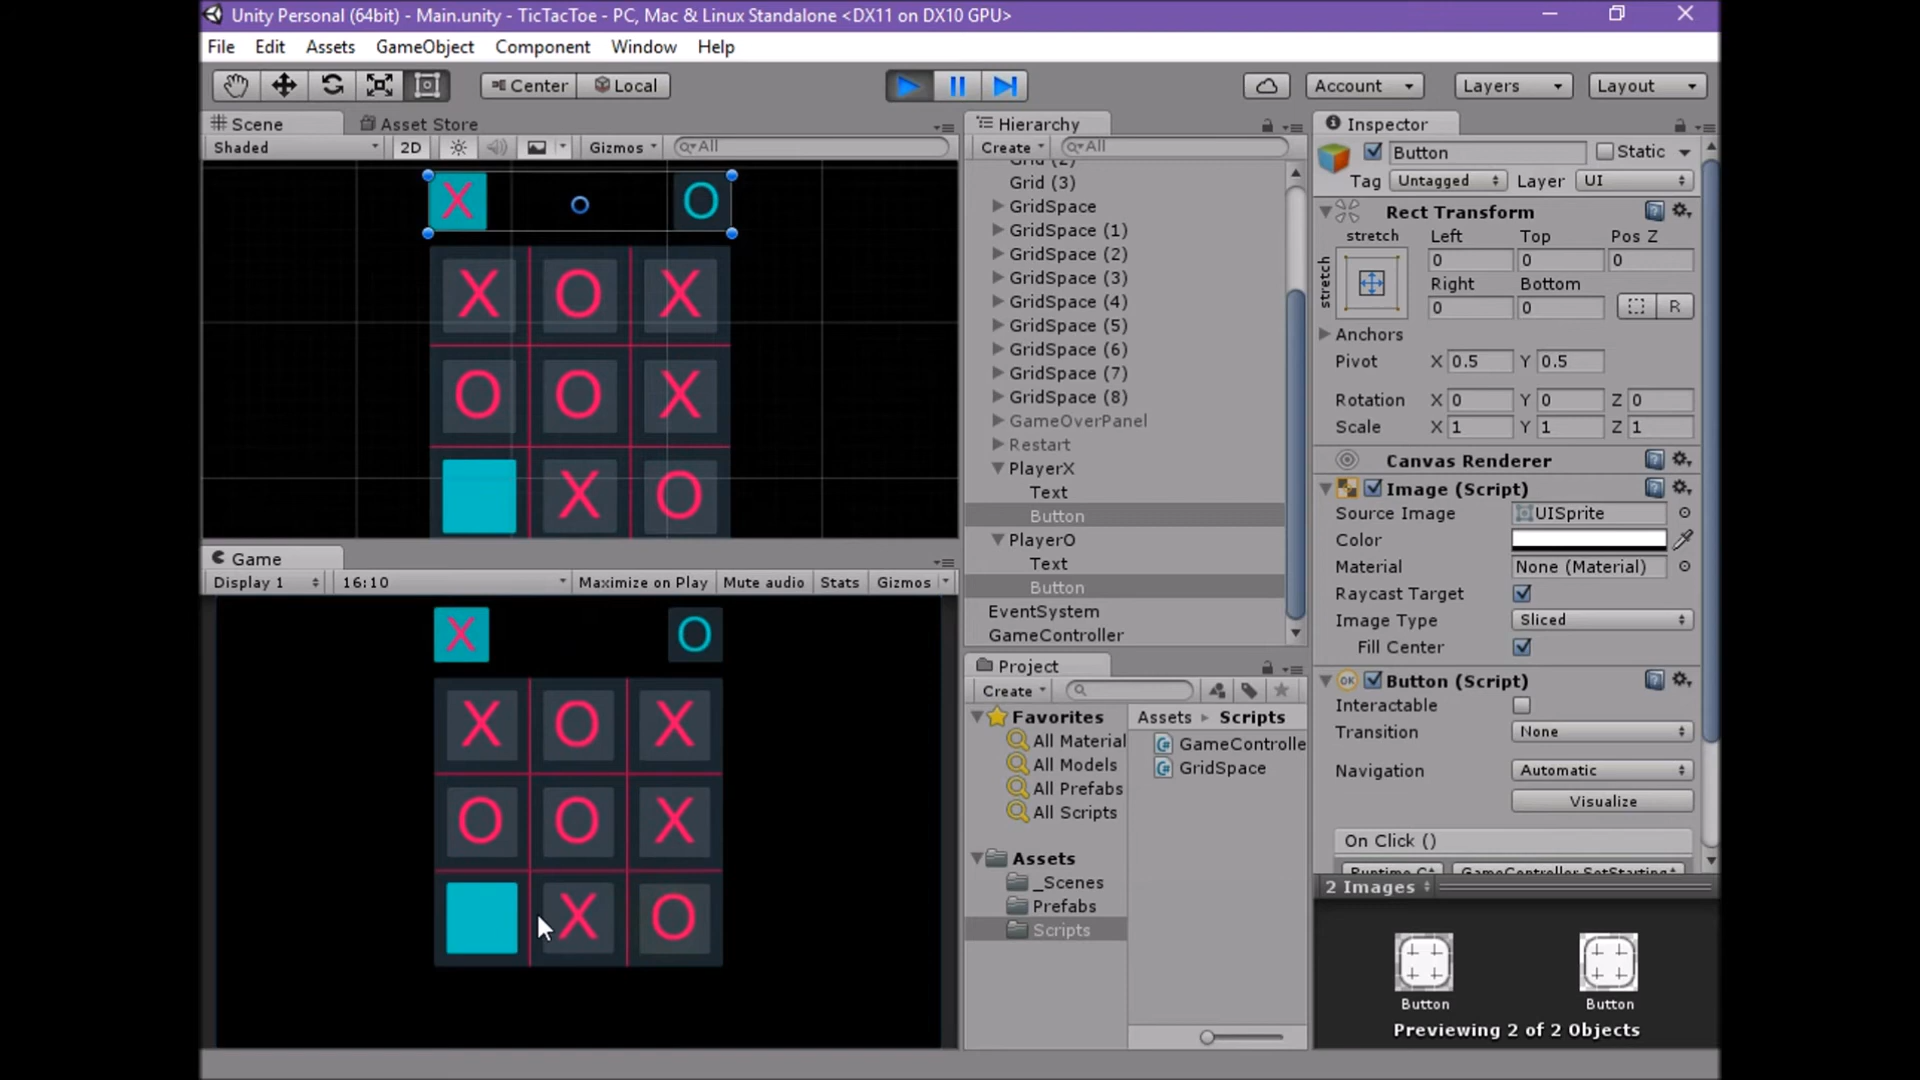 Unity Personal (64bit) - Main.unity - TicTacToe - PC, Mac & Linux Standalone <DX11 on DX10 GPU>
File Edit Assets GameObject Component Window Help
Center Local Account Layers Layout
Scene Asset Store
Shaded 2D Gizmos All
X O
X O X
O O X
X O
Game
Display 1 16:10 Maximize on Play Mute audio Stats Gizmos
X O
X O X
O O X
X O
Hierarchy
Create All
Grid (2)
Grid (3)
GridSpace
GridSpace (1)
GridSpace (2)
GridSpace (3)
GridSpace (4)
GridSpace (5)
GridSpace (6)
GridSpace (7)
GridSpace (8)
GameOverPanel
Restart
PlayerX
Text
Button
PlayerO
Text
Button
EventSystem
GameController
Project
Create
Favorites
All Material
All Models
All Prefabs
All Scripts
Assets
_Scenes
Prefabs
Scripts
Assets Scripts
GameControlle
GridSpace
Inspector
Button Static
Tag Untagged Layer UI
Rect Transform
stretch Left Top Pos Z
stretch 0 0 0
Right Bottom
0 0 R
Anchors
Pivot X 0.5 Y 0.5
Rotation X 0 Y 0 Z 0
Scale X 1 Y 1 Z 1
Canvas Renderer
Image (Script)
Source Image UISprite
Color
Material None (Material)
Raycast Target
Image Type Sliced
Fill Center
OK Button (Script)
Interactable
Transition None
Navigation Automatic
Visualize
On Click ()
GameController.SetStarting
2 Images
Button Button
Previewing 2 of 2 Objects